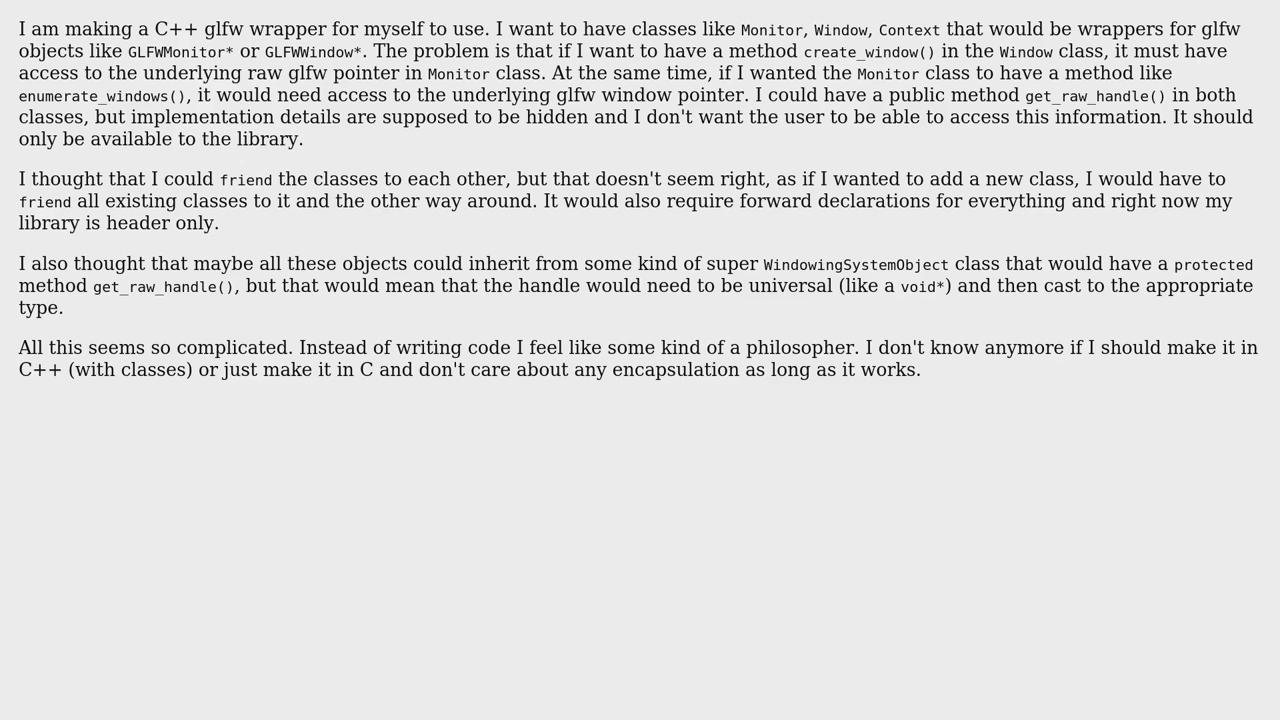 I am making a C++ glfw wrapper for myself to use. I want to have classes like Monitor, Window, Context that would be wrappers for glfw
objects like GLFWMonitor* or GLFWWindow*. The problem is that if I want to have a method create_window() in the Window class, it must have
access to the underlying raw glfw pointer in Monitor class. At the same time, if I wanted the Monitor class to have a method like
enumerate_windows(), it would need access to the underlying glfw window pointer. I could have a public method get_raw_handle() in both
classes, but implementation details are supposed to be hidden and I don't want the user to be able to access this information. It should
only be available to the library.
I thought that I could friend the classes to each other, but that doesn't seem right, as if I wanted to add a new class, I would have to
friend all existing classes to it and the other way around. It would also require forward declarations for everything and right now my
library is header only.
I also thought that maybe all these objects could inherit from some kind of super WindowingSystemObject class that would have a protected
method get_raw_handle(), but that would mean that the handle would need to be universal (like a void*) and then cast to the appropriate
type.
All this seems so complicated. Instead of writing code I feel like some kind of a philosopher. I don't know anymore if I should make it in
C++ (with classes) or just make it in C and don't care about any encapsulation as long as it works.